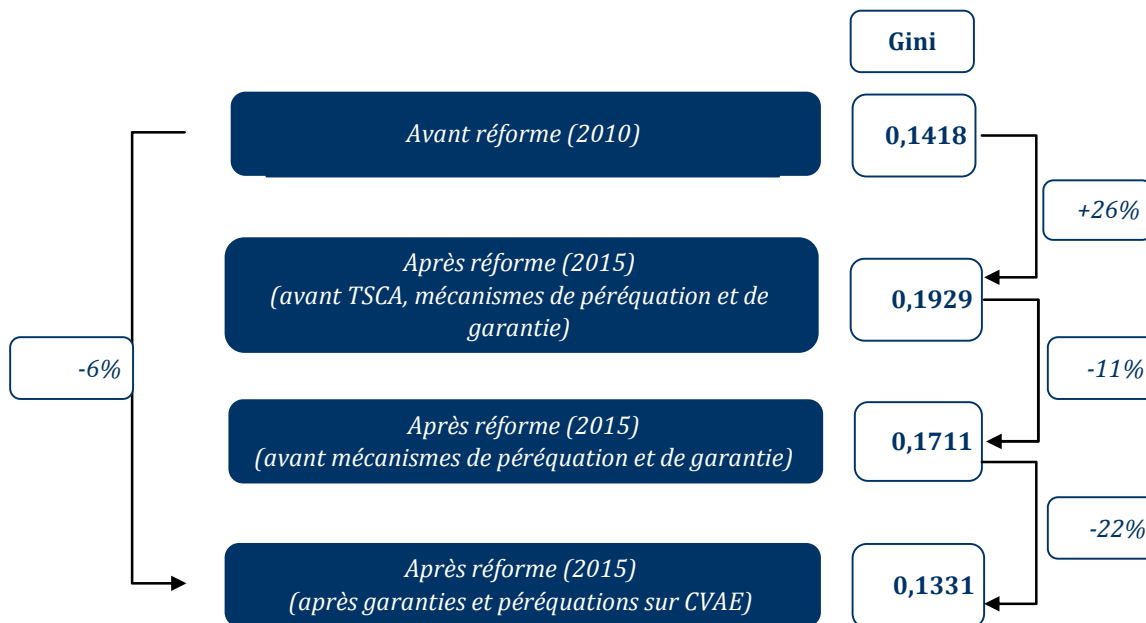 Gini
Avant réforme (2010)
0,1418
+26%
Après réforme (2015)
(avant TSCA, mécanismes de péréquation et de
garantie)
0,1929
-6%
-11%
Après réforme (2015)
(avant mécanismes de péréquation et de garantie)
0,1711
-22%
Après réforme (2015)
(après garanties et péréquations sur CVAE)
0,1331